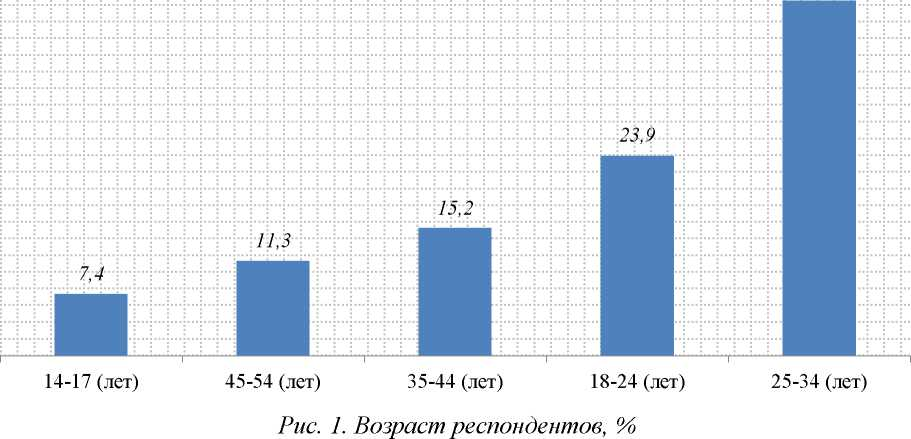 23,9
15,2
11,3
7,4
14-17 (лет) 45-54 (лет) 35-44 (лет) 18-24 (лет) 25-34 (лет)
Рис. 1. Возраст респондентов, %